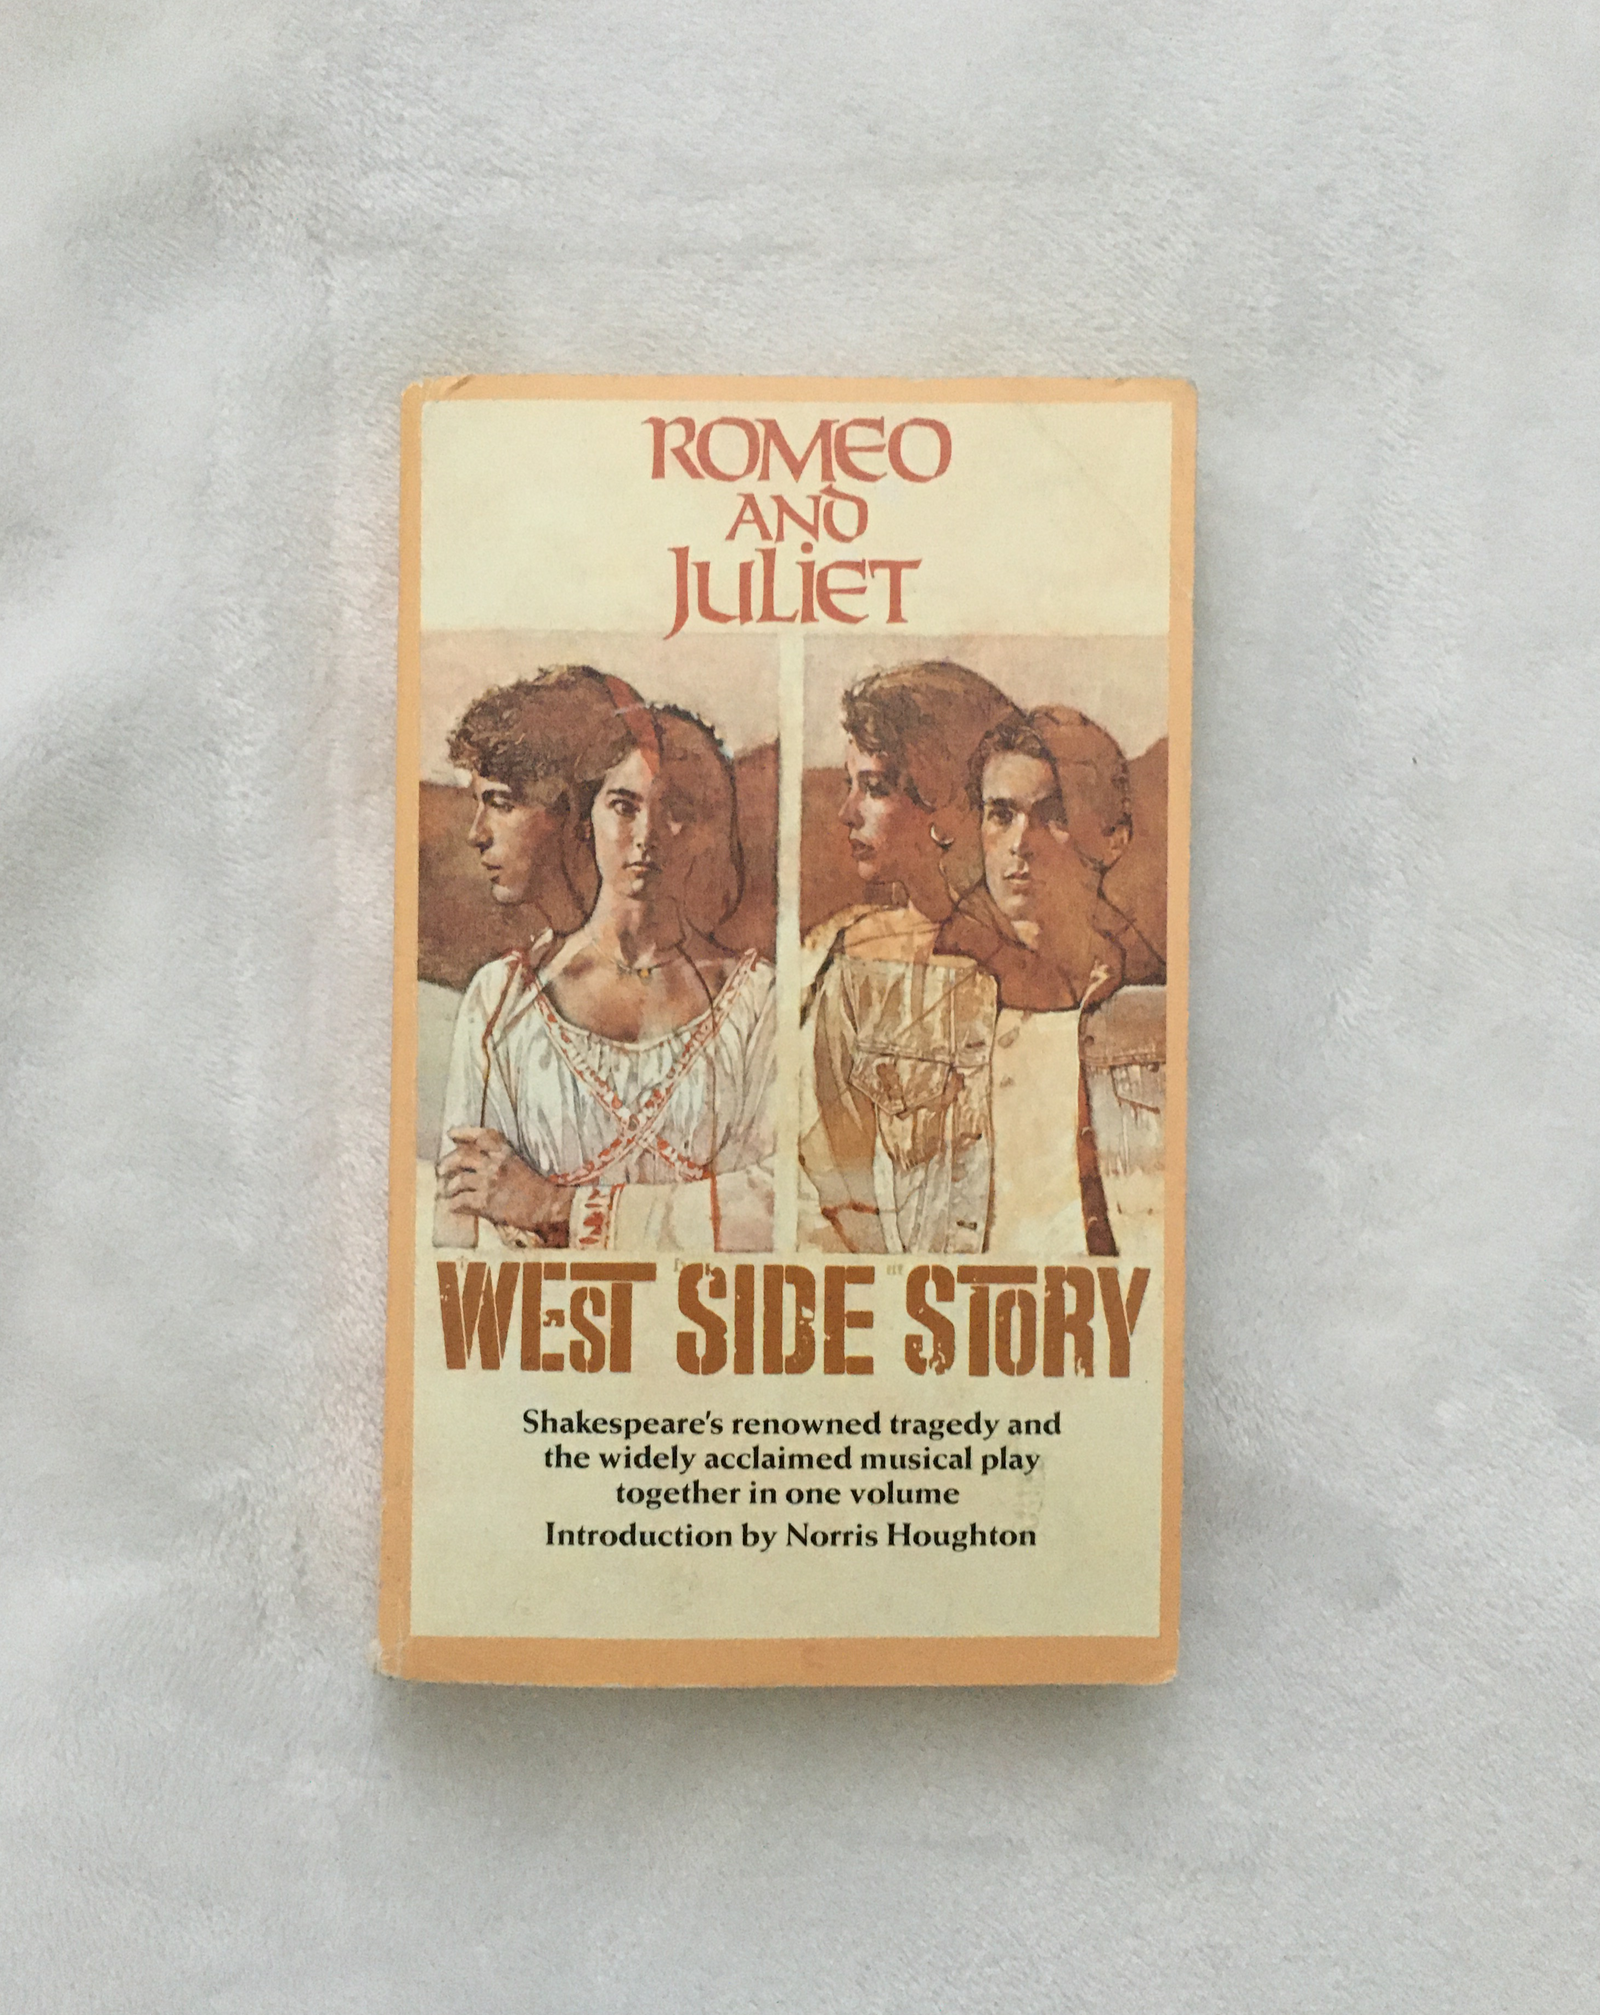 ROMEO
AND
JULIET
WEST SIDE STORY
Shakespeare's renowned tragedy and
the widely acclaimed musical play
together in one volume
Introduction by Norris Houghton